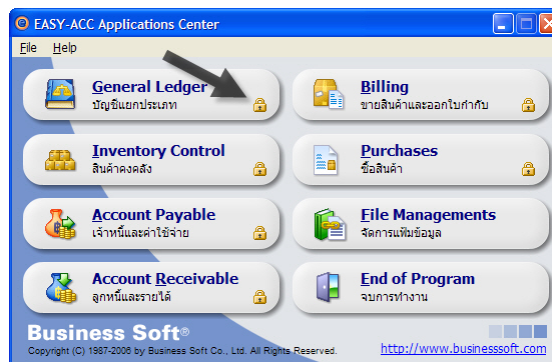 EASY-ACC Applications Center
File Help
General Ledger
บัญชีแยกประเภท
Billing
ขายสินค้าและออกใบกำกับ
Inventory Control
สินค้าคงคลัง
Purchases
ซื้อสินค้า
Account Payable
เจ้าหนี้และค่าใช้จ่าย
File Managements
จัดการแฟ้มข้อมูล
Account Receivable
ลูกหนี้และรายได้
End of Program
จบการทำงาน
Business Soft®
Copyright (C) 1987-2006 by Business Soft Co., Ltd. All Rights Reserved.
http://www.businesssoft.com